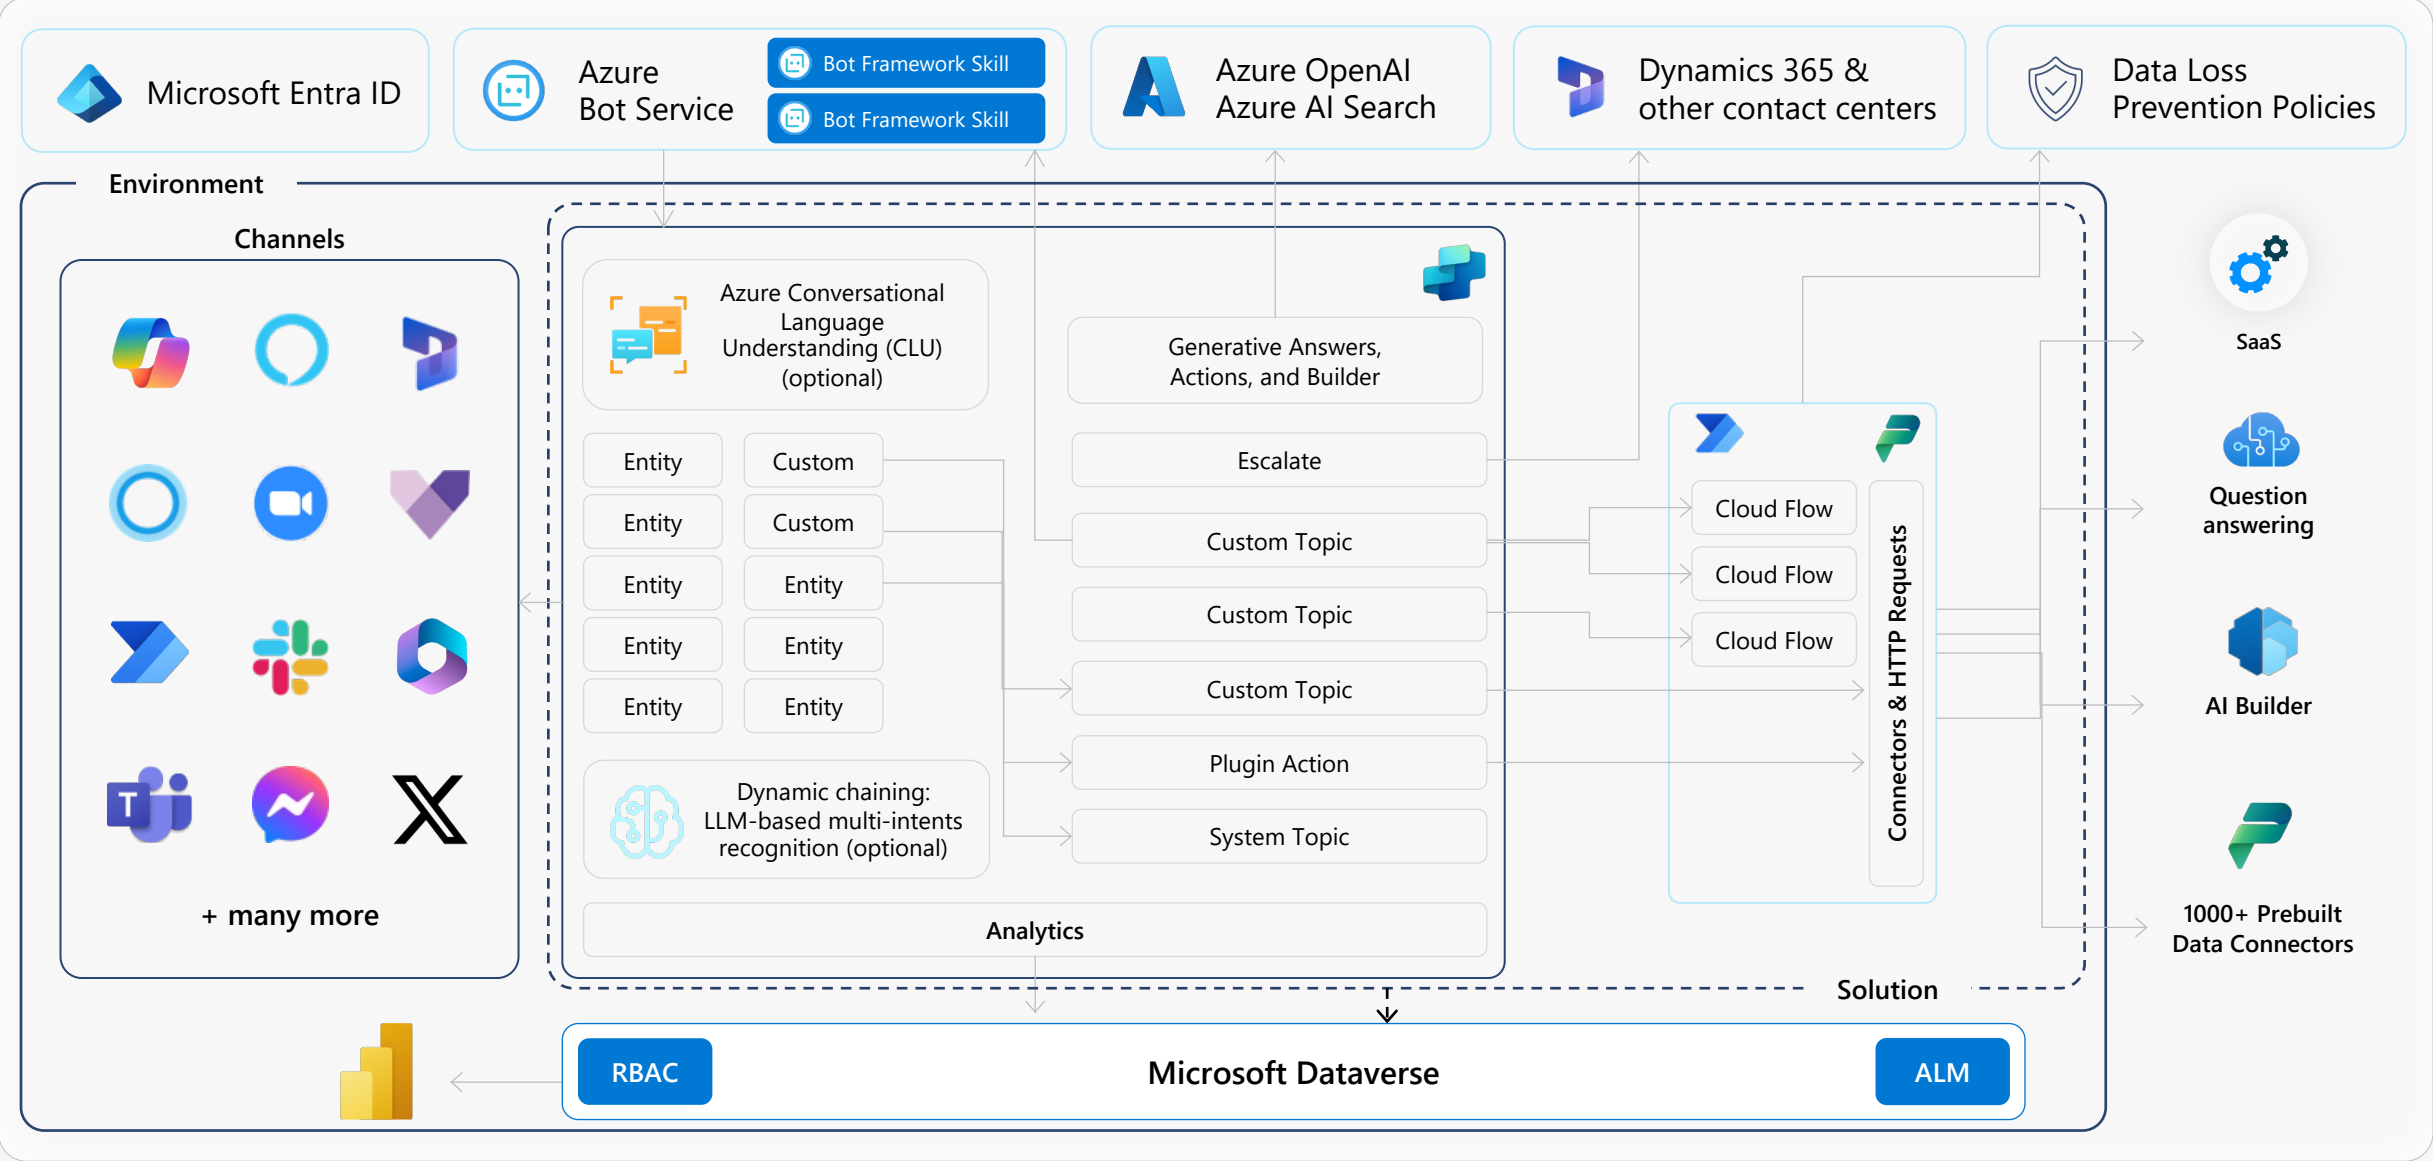 Microsoft Entra ID
Azure
Bot Service
Bot Framework Skill
Bot Framework Skill
Azure OpenAI
Azure AI Search
Dynamics 365 &
other contact centers
Data Loss
Prevention Policies
Environment
Channels
+ many more
Azure Conversational
Language
Understanding (CLU)
(optional)
Entity
Custom
Entity
Custom
Entity
Entity
Entity
Entity
Entity
Entity
Dynamic chaining:
LLM-based multi-intents
recognition (optional)
Generative Answers,
Actions, and Builder
Escalate
Custom Topic
Custom Topic
Custom Topic
Plugin Action
System Topic
Analytics
Cloud Flow
Cloud Flow
Cloud Flow
Connectors & HTTP Requests
SaaS
Question
answering
AI Builder
1000+ Prebuilt
Data Connectors
Solution
RBAC
Microsoft Dataverse
ALM
T